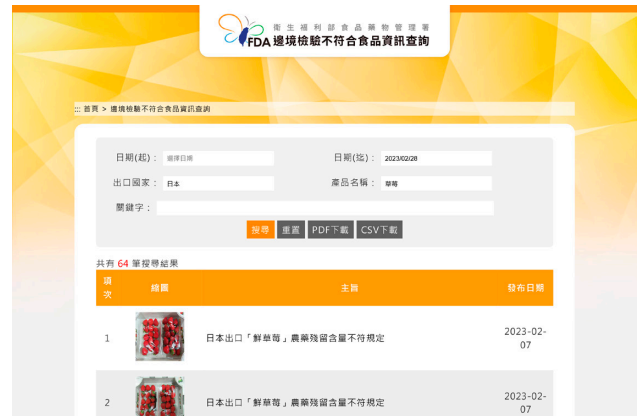 衛生福利部食品藥物管理署
FDA 邊境檢驗不符合食品資訊查詢
::: 首頁 > 邊境檢驗不符合食品資訊查詢
日期(起)： 選擇日期 日期(迄)： 2023/02/28
出口國家： 日本 產品名稱： 草莓
關鍵字：
搜尋 重置 PDF下載 CSV下載
共有 64 筆搜尋結果
項次 縮圖 主旨 發布日期
1 日本出口「鮮草莓」農藥殘留含量不符規定 2023-02-07
2 日本出口「鮮草莓」農藥殘留含量不符規定 2023-02-07